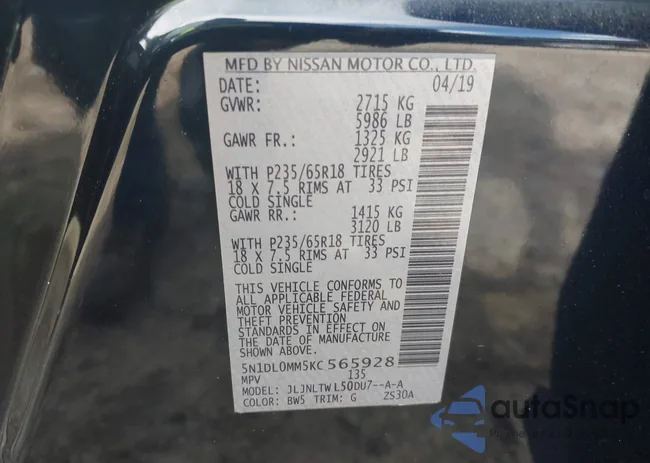 MFD BY NISSAN MOTOR CO., LTD.
DATE: 04/19
GVWR: 2715 KG
5986 LB
GAWR FR.: 1325 KG
2921 LB
WITH P235/65R18 TIRES
18 X 7.5 RIMS AT 33 PSI
COLD SINGLE
GAWR RR.: 1415 KG
3120 LB
WITH P235/65R18 TIRES
18 X 7.5 RIMS AT 33 PSI
COLD SINGLE
THIS VEHICLE CONFORMS TO
ALL APPLICABLE FEDERAL
MOTOR VEHICLE SAFETY AND
THEFT PREVENTION
STANDARDS IN EFFECT ON
THE DATE OF MANUFACTURE
5N1DL0MM5KC565928
MPV 135
MODEL: JLJNLTWL50DU7--A-A
COLOR: BW5 TRIM: G ZS30A
autoSnap